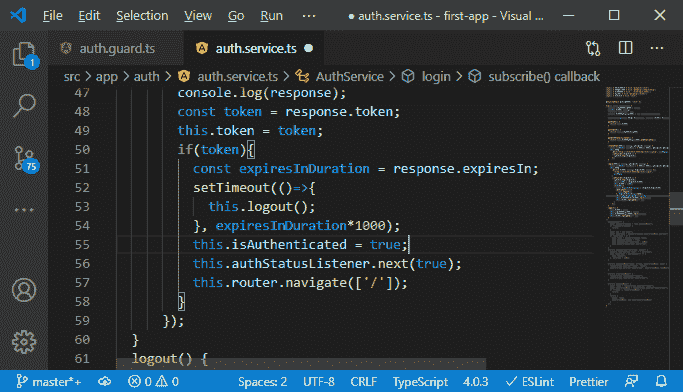 File Edit Selection View Go Run ... • auth.service.ts - first-app - Visual ...
auth.guard.ts auth.service.ts
src > app > auth > auth.service.ts > AuthService > login > subscribe() callback
47 console.log(response);
48 const token = response.token;
49 this.token = token;
50 if(token){
51 const expiresInDuration = response.expiresIn;
52 setTimeout(()=>{
53 this.logout();
54 }, expiresInDuration*1000);
55 this.isAuthenticated = true;
56 this.authStatusListener.next(true);
57 this.router.navigate(['/']);
58 }
59 });
60 }
61 logout() {
1
75
master*+ 0 0 Spaces: 2 UTF-8 CRLF TypeScript 4.0.3 ESLint Prettier